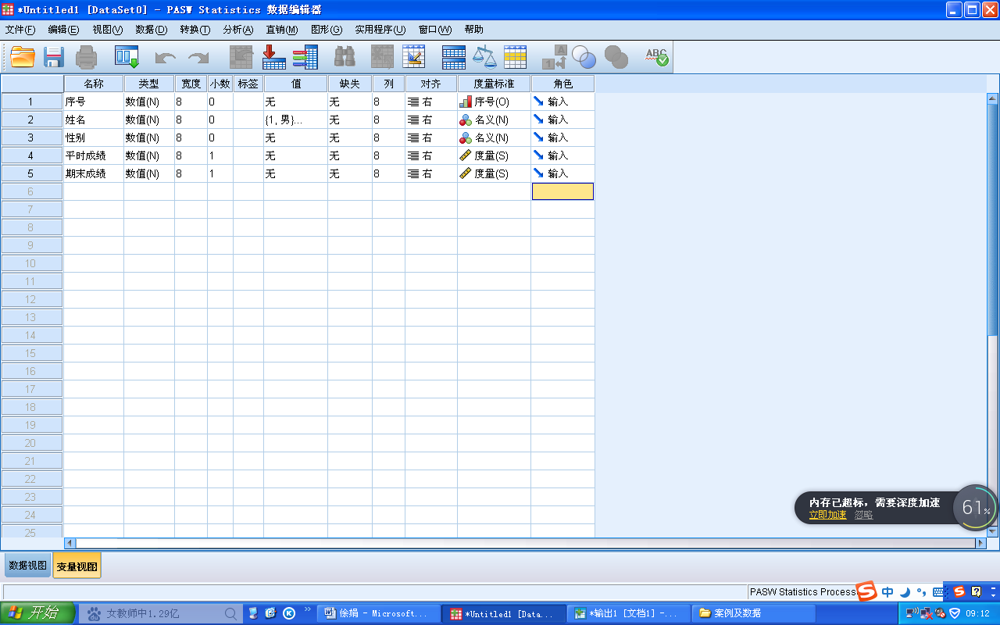 *Untitled1 [DataSet0] - PASW Statistics 数据编辑器
文件(F) 编辑(E) 视图(V) 数据(D) 转换(T) 分析(A) 直销(M) 图形(G) 实用程序(U) 窗口(W) 帮助
A 1 ABC
名称 类型 宽度 小数 标签 值 缺失 列 对齐 度量标准 角色
1 序号 数值(N) 8 0 无 无 8 右 序号(O) 输入
2 姓名 数值(N) 8 0 {1, 男}... 无 8 右 名义(N) 输入
3 性别 数值(N) 8 0 无 无 8 右 名义(N) 输入
4 平时成绩 数值(N) 8 1 无 无 8 右 度量(S) 输入
5 期末成绩 数值(N) 8 1 无 无 8 右 度量(S) 输入
6
7
8
9
10
11
12
13
14
15
16
17
18
19
20
21
22
23
24
25
内存已超标，需要深度加速
立即加速 忽略
61%
数据视图 变量视图
PASW Statistics Process
S 中 S ?
开始 女教师中1.29亿 K » 徐娟 - Microsoft... *Untitled1 [Data... *输出1 [文档1] -... 案例及数据 09:12